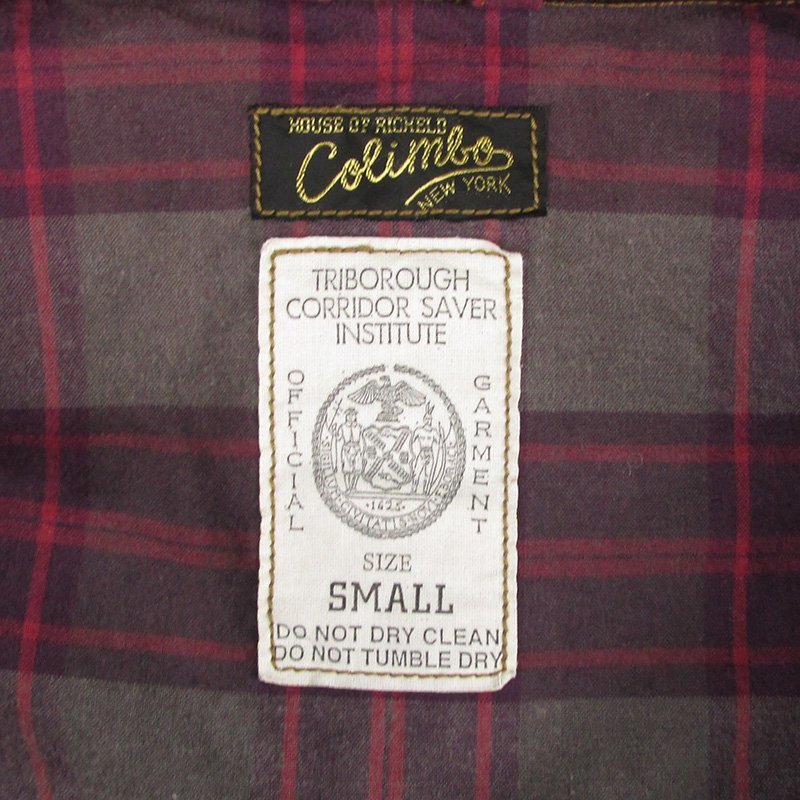 HOUSE OF RICHELD
Colimbo
NEW YORK
TRIBOROUGH
CORRIDOR SAVER
INSTITUTE
OFFICIAL
GARMENT
·1625·
SIZE
SMALL
DO NOT DRY CLEAN
DO NOT TUMBLE DRY